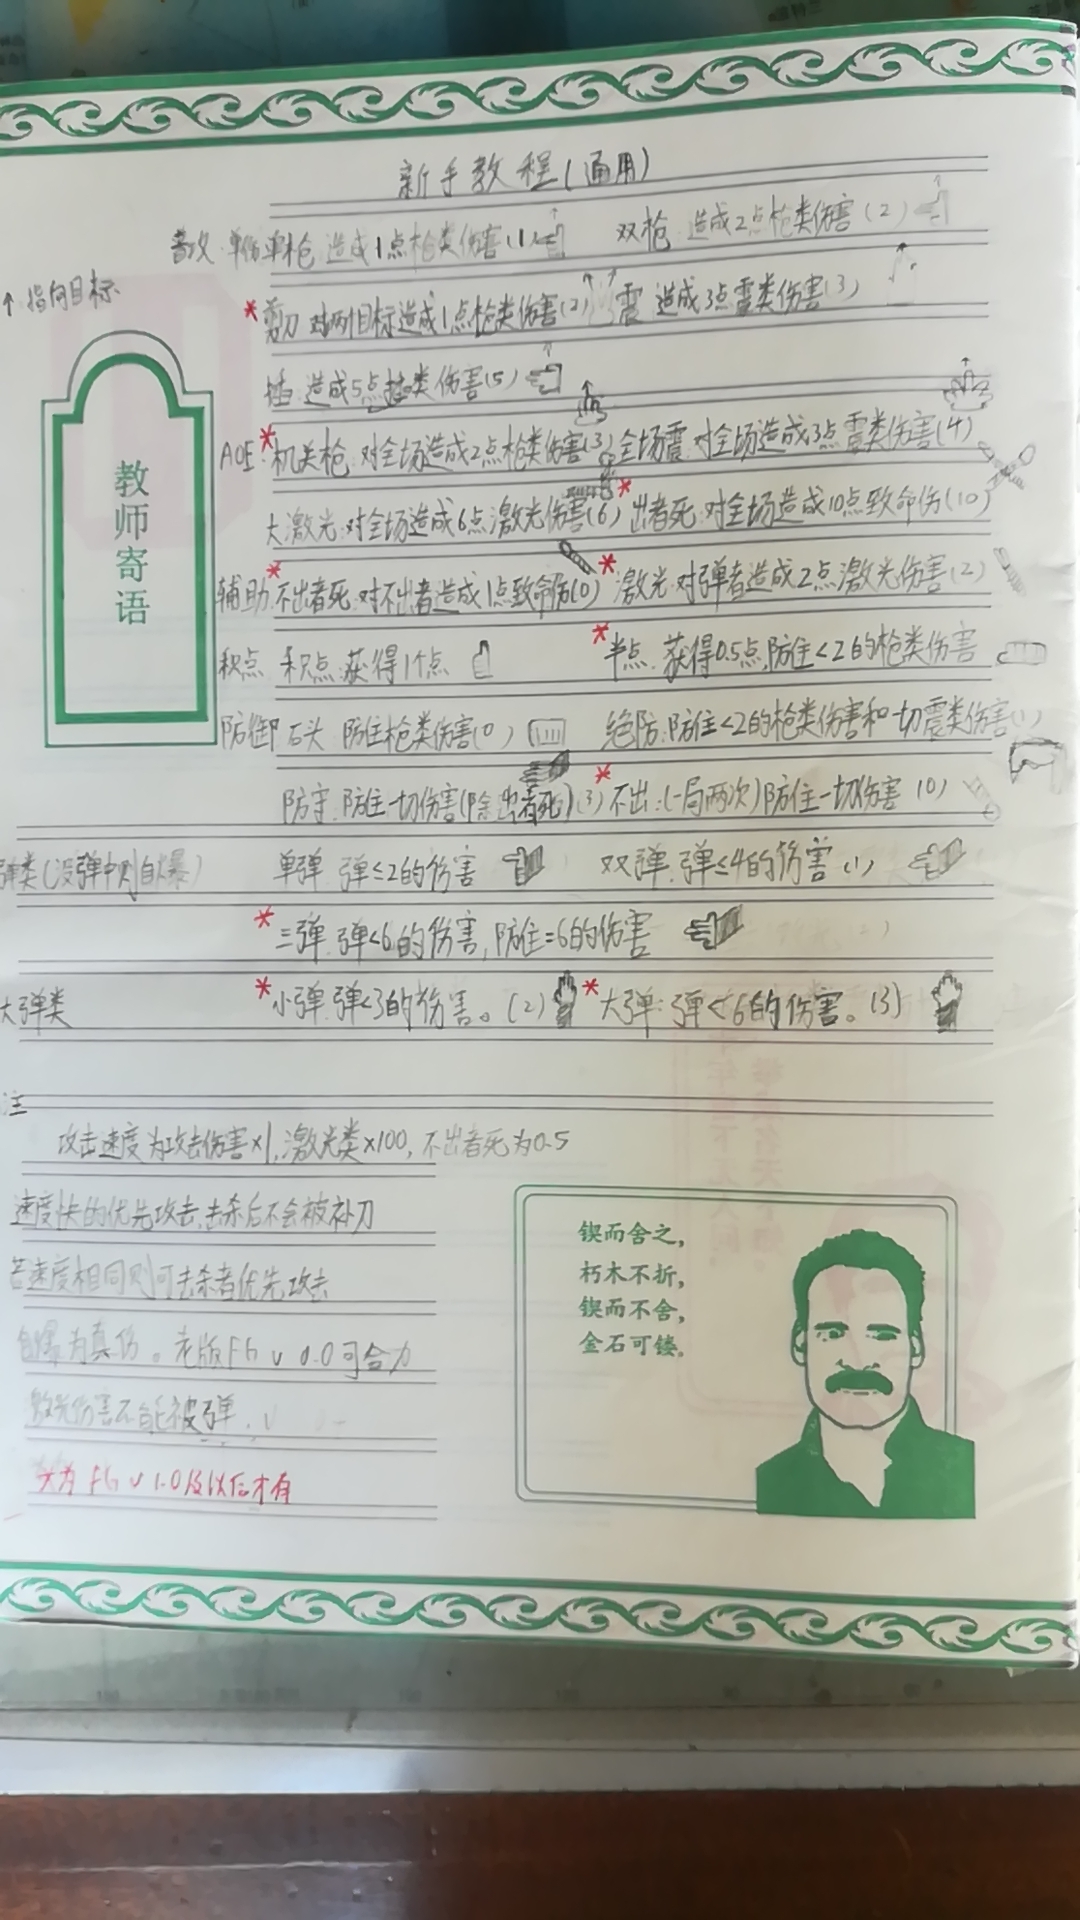 新手教程(通用)
普攻:单伤单枪:造成1点枪类伤害(1) 双枪:造成2点枪类伤害(2)
↑指向目标
*剪刀 对两目标造成1点枪类伤害(2) 震 造成3点震类伤害(3)
插:造成5点插类伤害(5)
AOE:*机关枪:对全场造成2点枪类伤害(3) 全场震:对全场造成3点震类伤害(4)
大激光:对全场造成6点激光伤害(6) *出者死:对全场造成10点致命伤(10)
辅助*不出者死:对不出者造成1点致命伤(0) *激光:对弹者造成2点激光伤害(2)
积点 积点:获得1个点 *半点:获得0.5点,防住<2的枪类伤害
防御 石头 防住枪类伤害(0) 绝防:防住<2的枪类伤害和一切震类伤害(1)
防守:防住一切伤害(除出者死)(3) *不出:(一局两次)防住一切伤害(0)
弹类(没弹中则自爆) 单弹:弹≤2的伤害 双弹:弹≤4的伤害(1)
*三弹:弹<6的伤害,防住=6的伤害
大弹类 *小弹:弹<3的伤害。(2) *大弹:弹<6的伤害。(3)
教师寄语
注
攻击速度为攻击伤害×1,激光类×100,不出者死为0.5
速度快的优先攻击,击杀后不会被补刀
若速度相同则可击杀者优先攻击
自爆为真伤。老版FG v 0.0可合力
激光伤害不能被弹.
*为FG v 1.0及以后才有
锲而舍之,
朽木不折,
锲而不舍,
金石可镂。